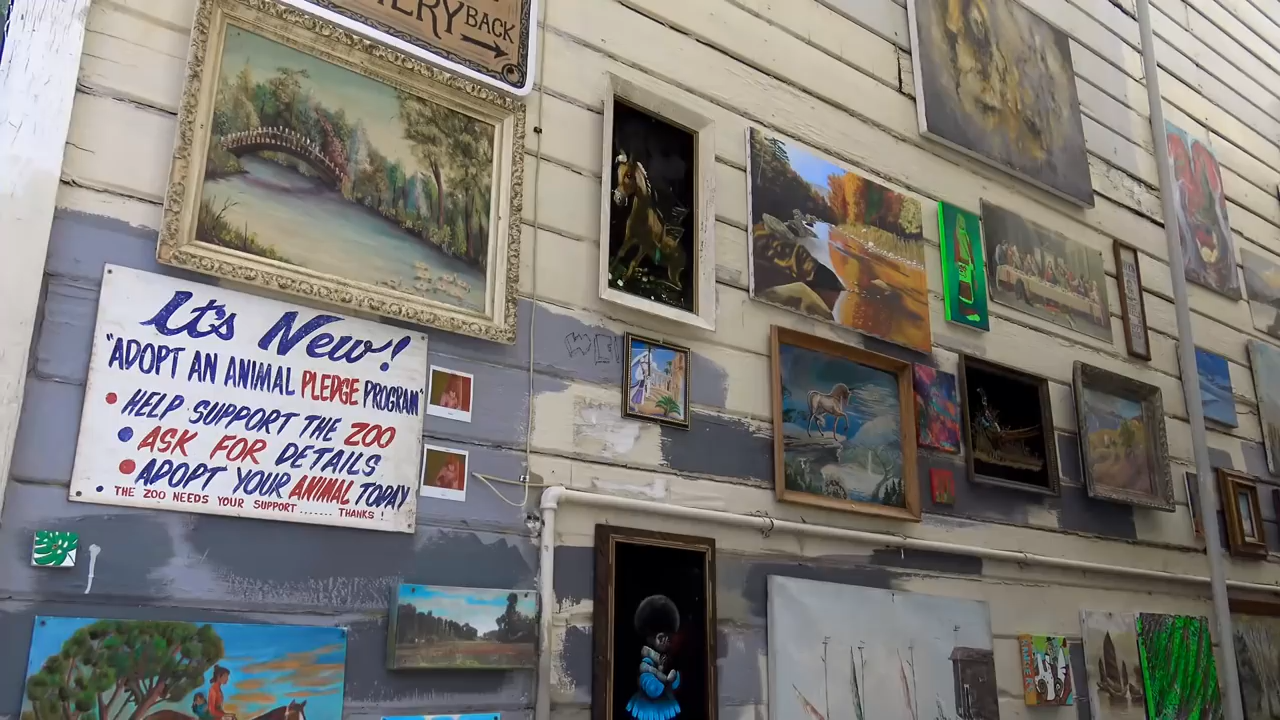 BACK
It's New!
"ADOPT AN ANIMAL PLEDGE PROGRAM"
• HELP SUPPORT THE ZOO
• ASK FOR DETAILS
• ADOPT YOUR ANIMAL TODAY
• THE ZOO NEEDS YOUR SUPPORT....... THANKS!